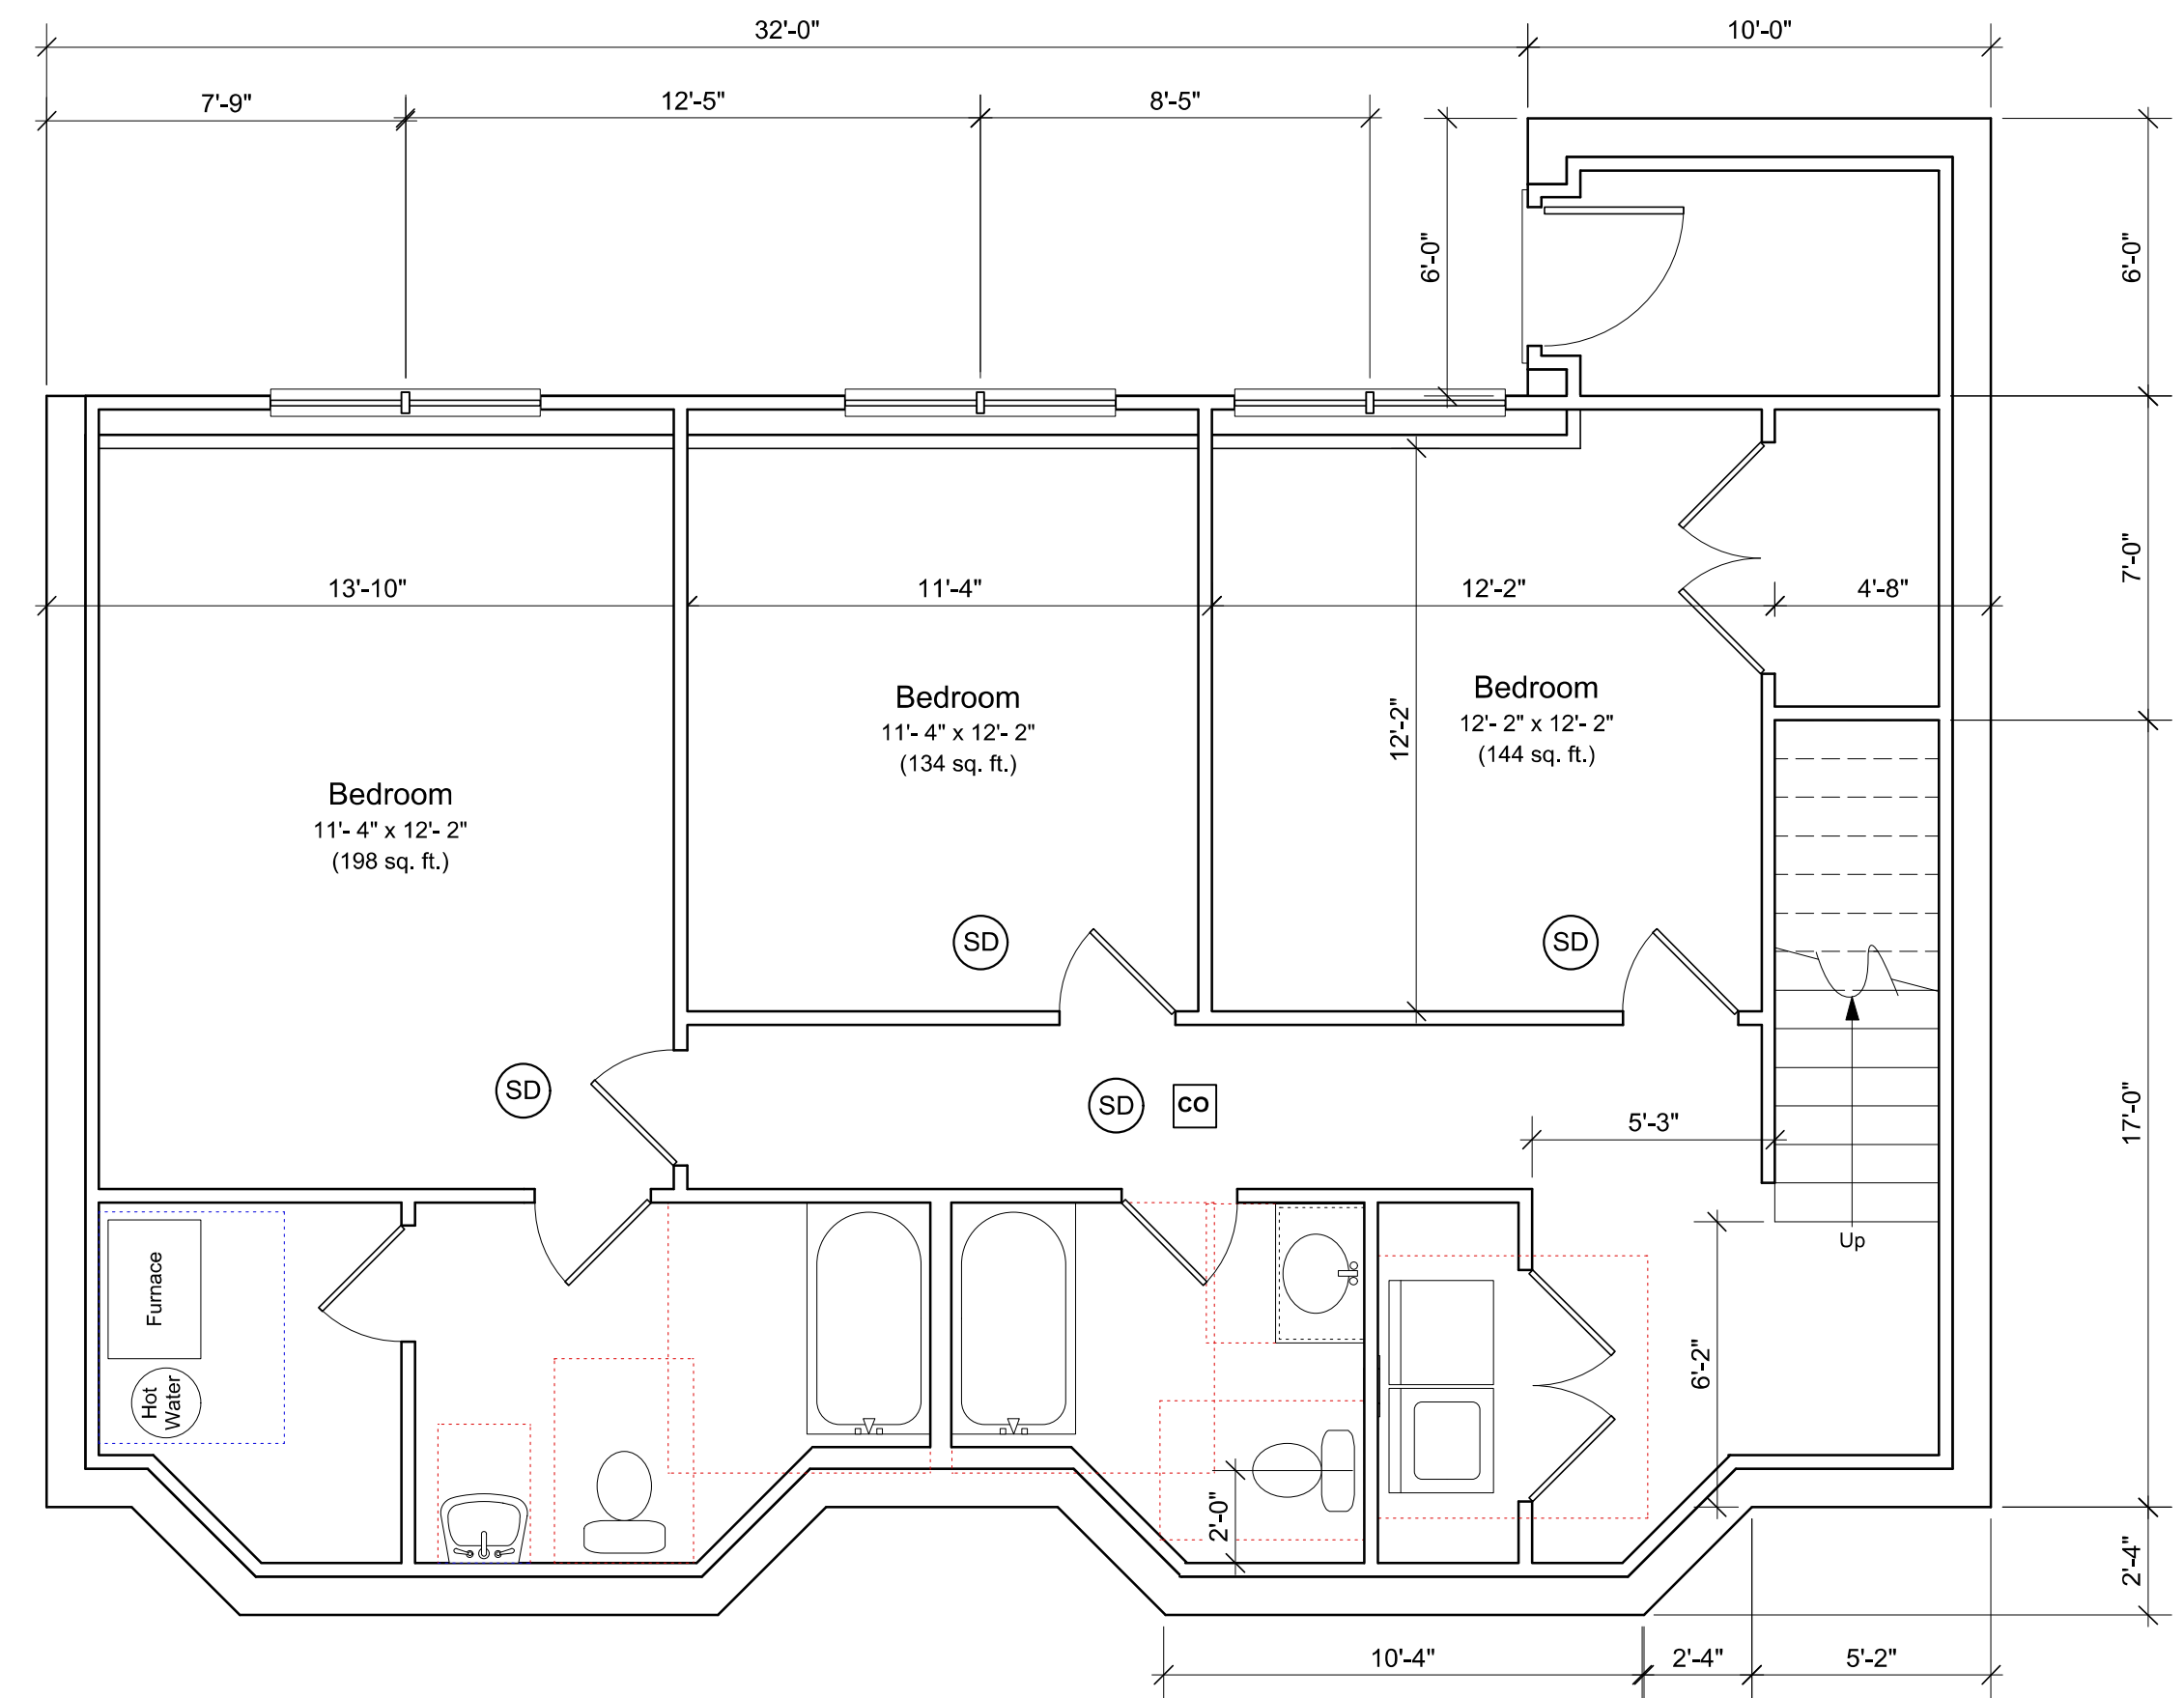 32'-0"
10'-0"
7'-9"
12'-5"
8'-5"
6'-0"
6'-0"
13'-10"
11'-4"
12'-2"
4'-8"
7'-0"
Bedroom
11'- 4" x 12'- 2"
(198 sq. ft.)
Bedroom
11'- 4" x 12'- 2"
(134 sq. ft.)
12'-2"
Bedroom
12'- 2" x 12'- 2"
(144 sq. ft.)
SD
SD
SD
SD
CO
5'-3"
17'-0"
Up
Furnace
Hot
Water
6'-2"
2'-0"
2'-4"
10'-4"
2'-4"
5'-2"